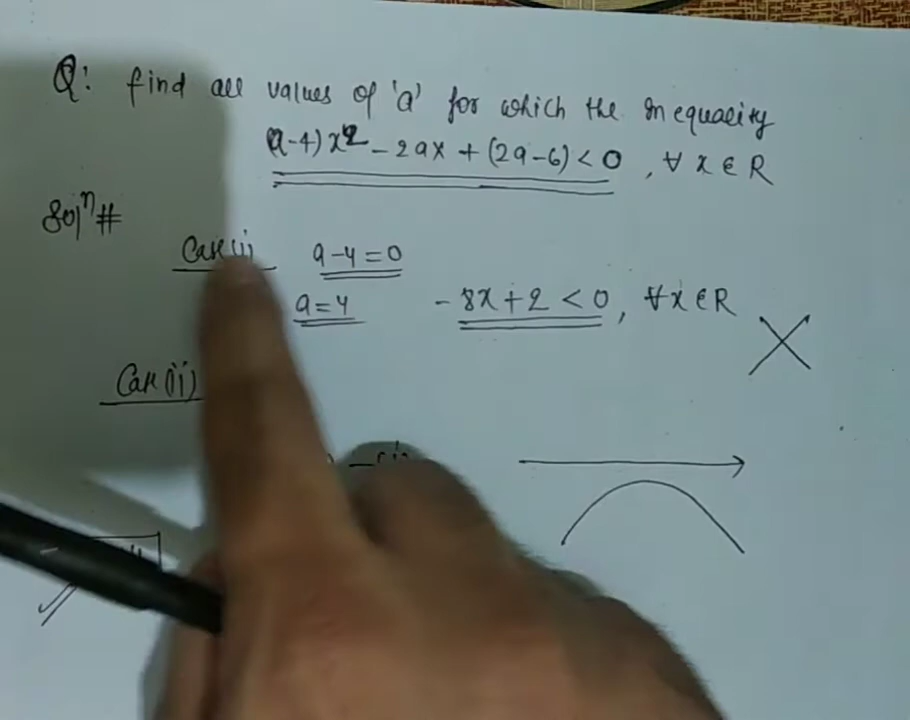 Q: find all values of 'a' for which the inequality
(a-4)x² - 2ax + (2a-6) < 0 , ∀ x ∈ R
Solⁿ#
Case (i) a-4=0
a=4 - 8x+2 < 0, ∀x ∈ R
Case (ii)